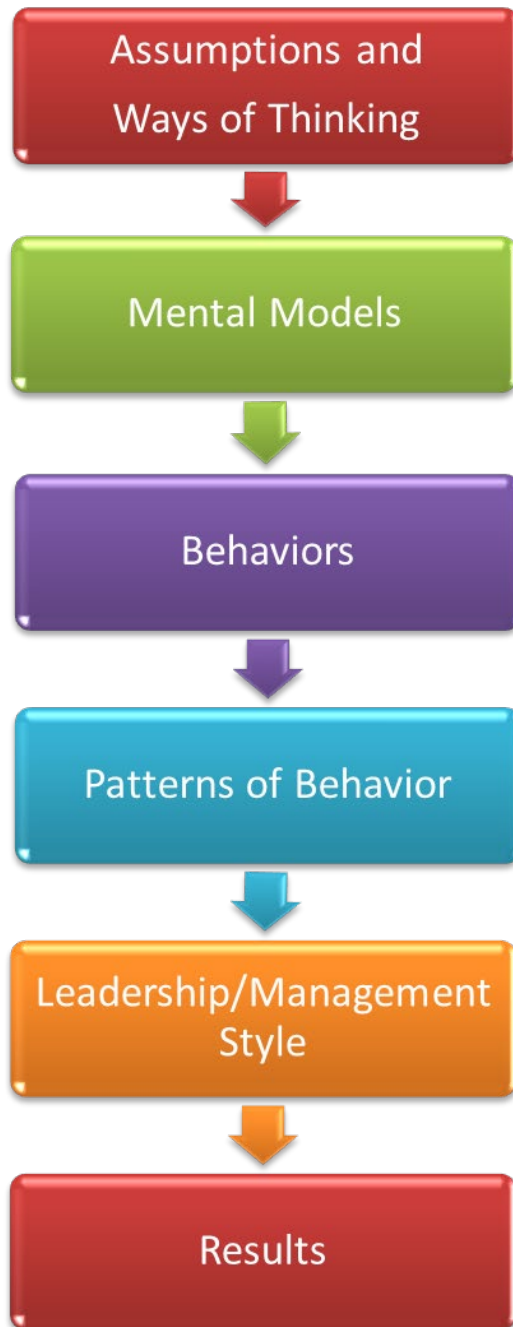 Assumptions and
Ways of Thinking
Mental Models
Behaviors
Patterns of Behavior
Leadership/Management
Style
Results